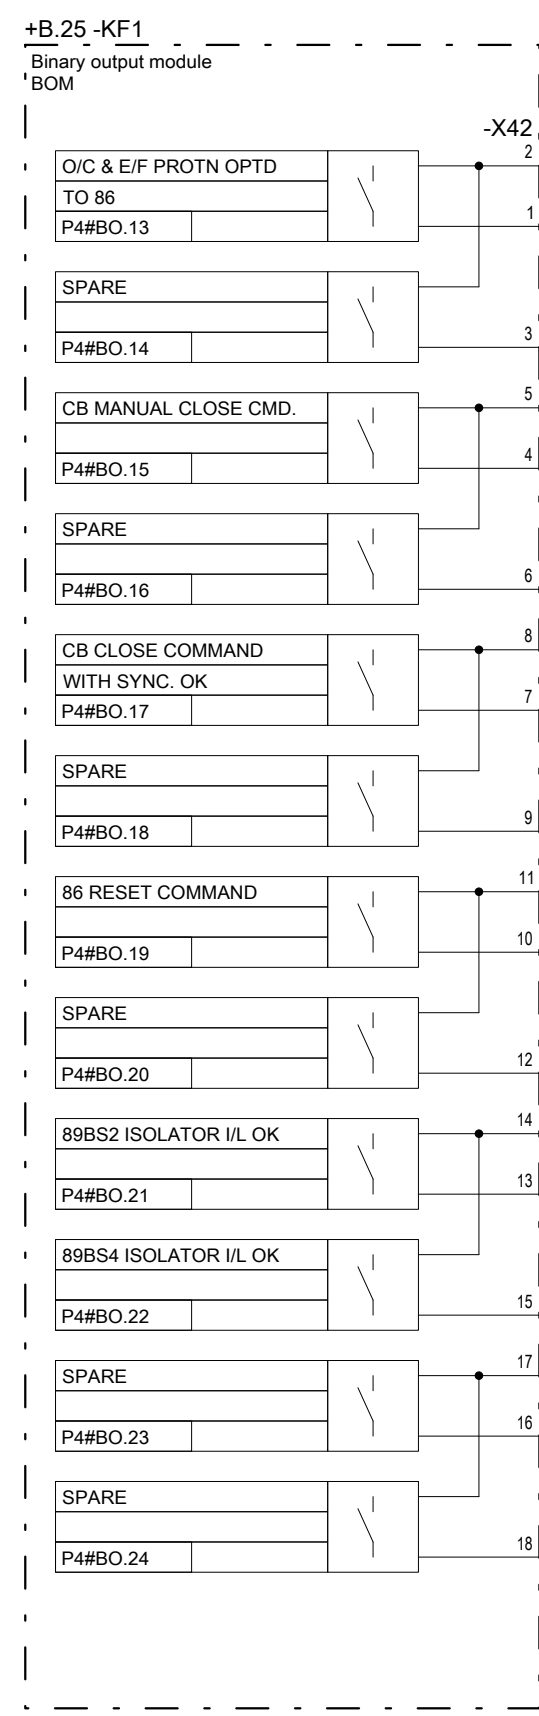 +B.25 -KF1
Binary output module
BOM
-X42
2
O/C & E/F PROTN OPTD
TO 86
1
P4#BO.13
SPARE
3
P4#BO.14
5
CB MANUAL CLOSE CMD.
4
P4#BO.15
SPARE
6
P4#BO.16
8
CB CLOSE COMMAND
WITH SYNC. OK
7
P4#BO.17
SPARE
9
P4#BO.18
11
86 RESET COMMAND
10
P4#BO.19
SPARE
12
P4#BO.20
14
89BS2 ISOLATOR I/L OK
13
P4#BO.21
89BS4 ISOLATOR I/L OK
15
P4#BO.22
17
SPARE
16
P4#BO.23
SPARE
18
P4#BO.24